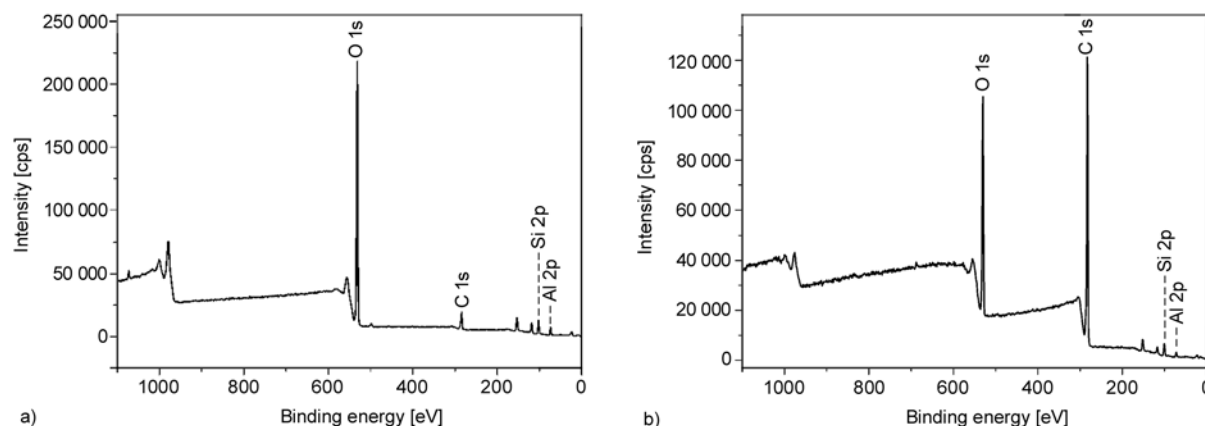 250 000
200 000
150 000
100 000
50 000
0
Intensity [cps]
O 1s
C 1s
Si 2p
Al 2p
1000 800 600 400 200 0
Binding energy [eV]
a)
120 000
100 000
80 000
60 000
40 000
20 000
0
Intensity [cps]
O 1s
C 1s
Si 2p
Al 2p
1000 800 600 400 200 0
Binding energy [eV]
b)